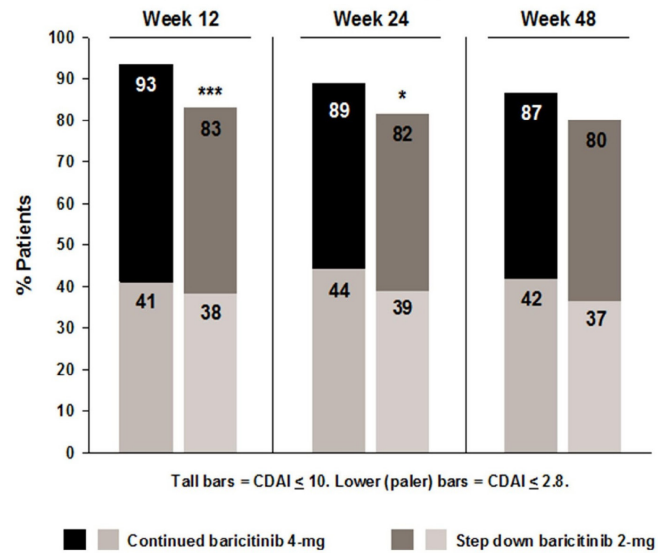 Week 12 Week 24 Week 48
100
90
80
70
60
50
40
30
20
10
0
% Patients
93 *** 83 41 38
89 * 82 44 39
87 80 42 37
Tall bars = CDAI ≤ 10. Lower (paler) bars = CDAI ≤ 2.8.
Continued baricitinib 4-mg Step down baricitinib 2-mg